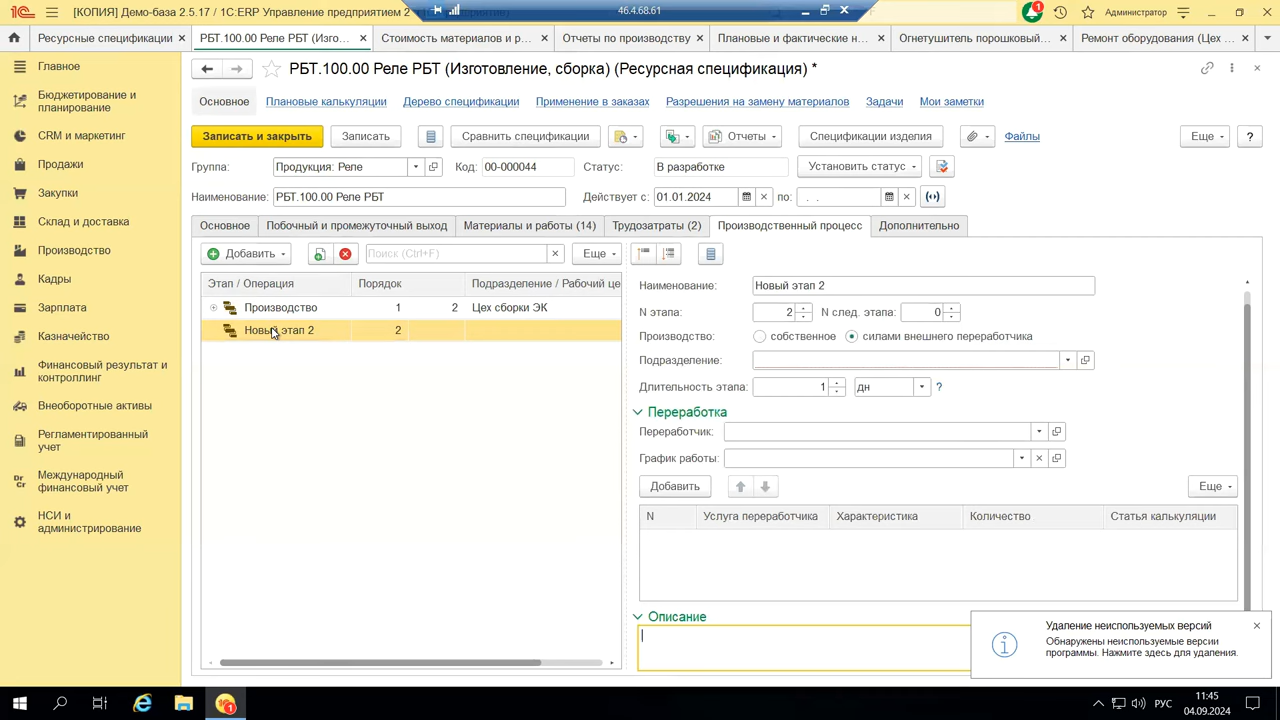 [КОПИЯ] Демо-база 2.5.17 / 1С:ERP Управление предприятием 2
46.4.68.61
1
Администратор
Ресурсные спецификации
РБТ.100.00 Реле РБТ (Изго...
Стоимость материалов и р...
Отчеты по производству
Плановые и фактические н...
Огнетушитель порошковый...
Ремонт оборудования (Цех ...
Главное
Бюджетирование и
планирование
CRM и маркетинг
Продажи
Закупки
Склад и доставка
Производство
Кадры
Зарплата
Казначейство
Финансовый результат и
контроллинг
Внеоборотные активы
Регламентированный
учет
Международный
финансовый учет
НСИ и
администрирование
РБТ.100.00 Реле РБТ (Изготовление, сборка) (Ресурсная спецификация) *
Основное
Плановые калькуляции
Дерево спецификации
Применение в заказах
Разрешения на замену материалов
Задачи
Мои заметки
Записать и закрыть
Записать
Сравнить спецификации
Отчеты
Спецификации изделия
Файлы
Еще
?
Группа:
Продукция: Реле
Код:
00-000044
Статус:
В разработке
Установить статус
Наименование:
РБТ.100.00 Реле РБТ
Действует с:
01.01.2024
по:
. .
Основное
Побочный и промежуточный выход
Материалы и работы (14)
Трудозатраты (2)
Производственный процесс
Дополнительно
Добавить
Поиск (Ctrl+F)
Еще
Этап / Операция
Порядок
Подразделение / Рабочий це
Производство
1
2
Цех сборки ЭК
Новый этап 2
2
Наименование:
Новый этап 2
N этапа:
2
N след. этапа:
0
Производство:
собственное
силами внешнего переработчика
Подразделение:
Длительность этапа:
1
дн
?
Переработка
Переработчик:
График работы:
Добавить
Еще
N
Услуга переработчика
Характеристика
Количество
Статья калькуляции
Описание
Удаление неиспользуемых версий
Обнаружены неиспользуемые версии
программы. Нажмите здесь для удаления.
1
РУС
11:45
04.09.2024